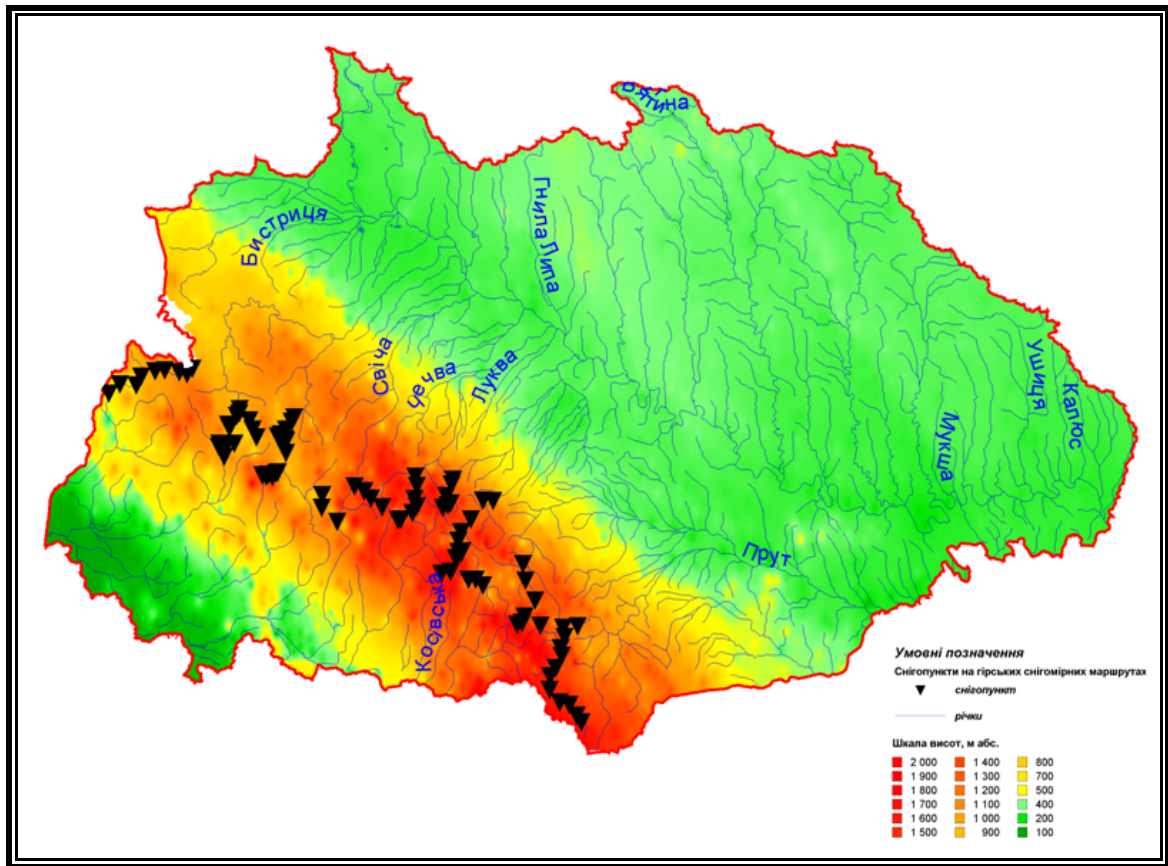 Бистриця
Гнила Липа
Свіча
Луква
Ушиця
Калюс
Мукша
Прут
Косівська
Умовні позначення
Снігопункти на гірських снігомірних маршрутах
снігопункт
річки
Шкала висот, м абс.
2 000 1 400 800
1 900 1 300 700
1 800 1 200 500
1 700 1 100 400
1 600 1 000 200
1 500 900 100